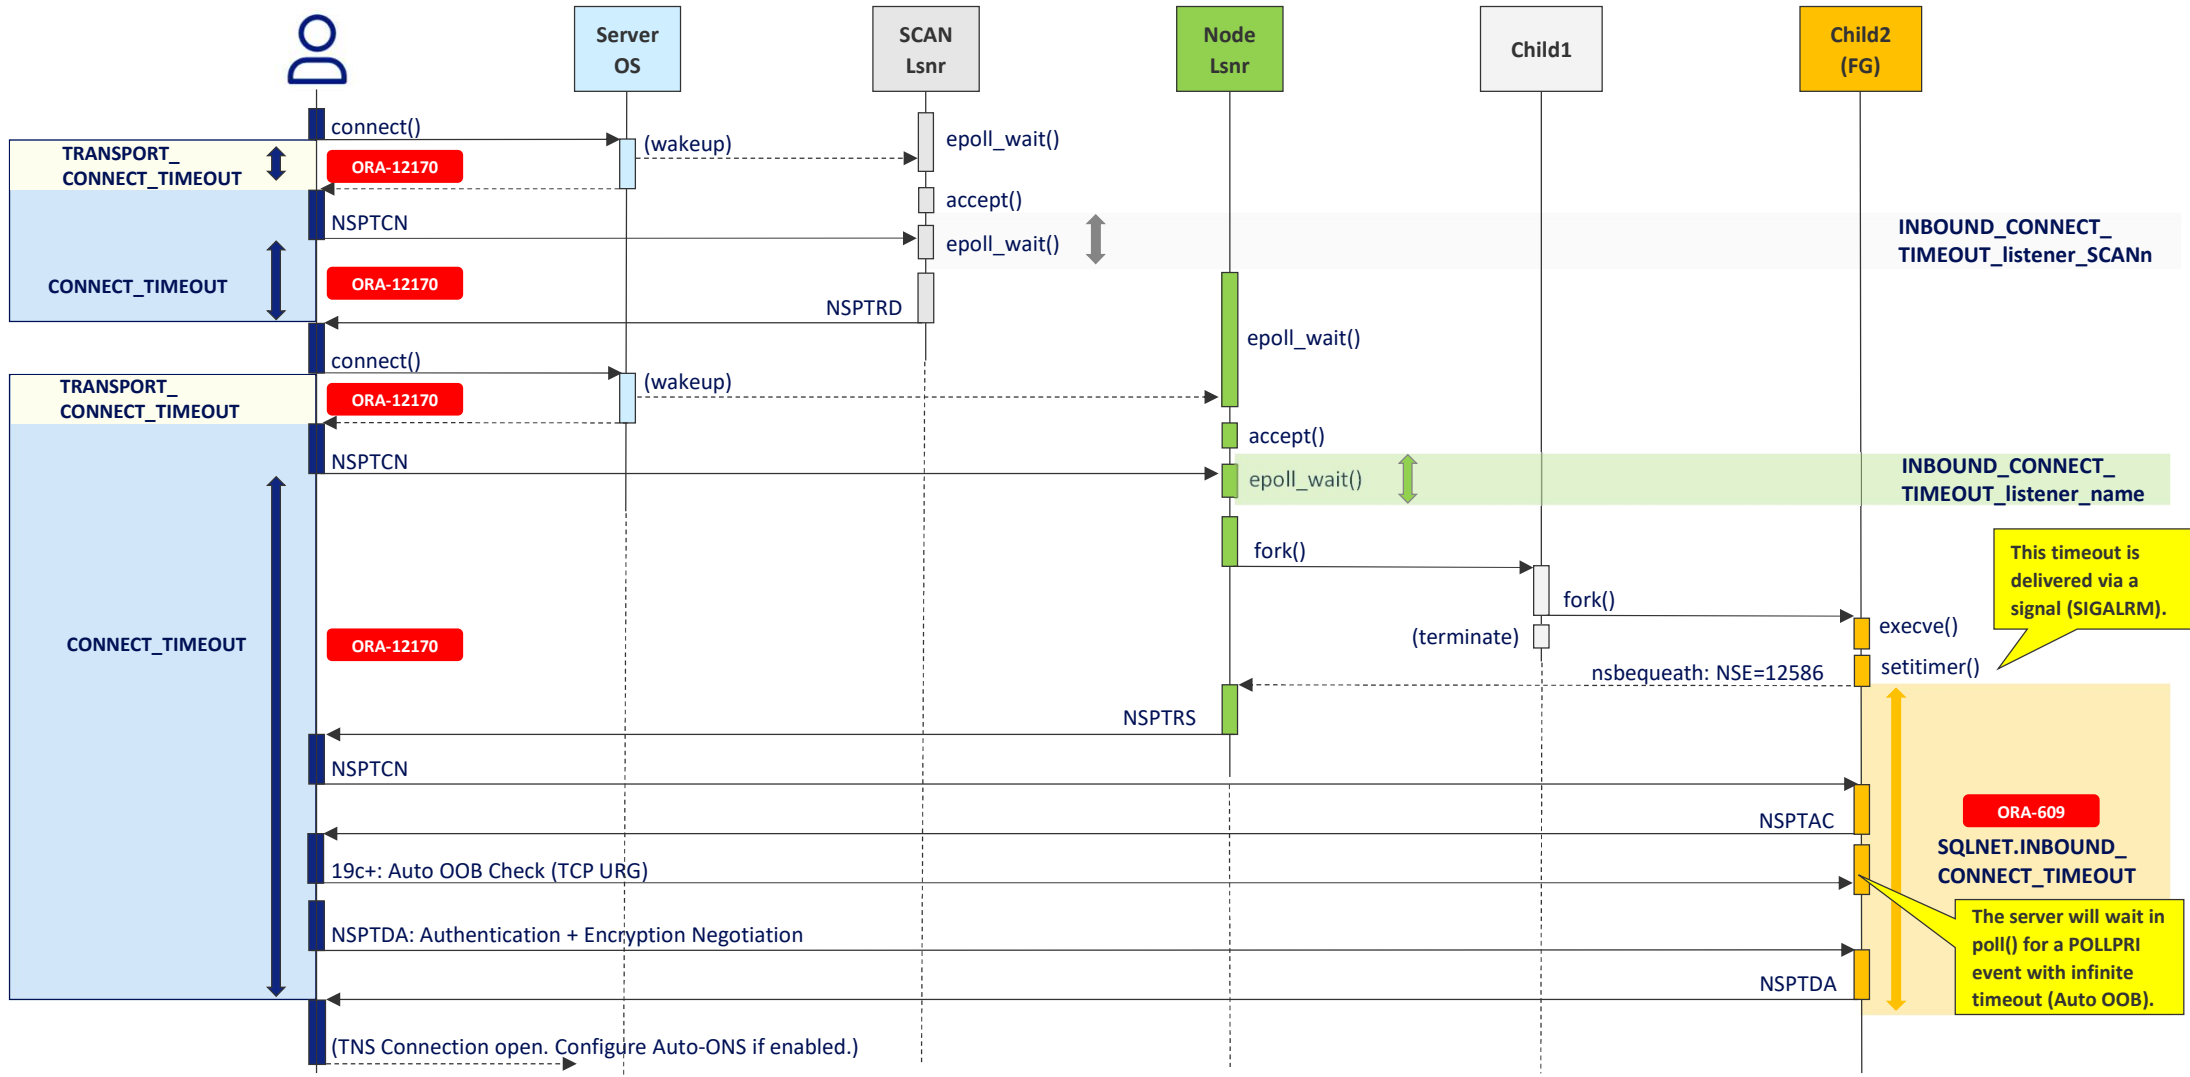 Server
OS
SCAN
Lsnr
Node
Lsnr
Child1
Child2
(FG)
connect()
(wakeup)
epoll_wait()
TRANSPORT_
CONNECT_TIMEOUT
ORA-12170
accept()
NSPTCN
epoll_wait()
INBOUND_CONNECT_
TIMEOUT_listener_SCANn
CONNECT_TIMEOUT
ORA-12170
NSPTRD
epoll_wait()
connect()
(wakeup)
TRANSPORT_
CONNECT_TIMEOUT
ORA-12170
accept()
NSPTCN
epoll_wait()
INBOUND_CONNECT_
TIMEOUT_listener_name
fork()
This timeout is
delivered via a
signal (SIGALRM).
fork()
execve()
(terminate)
CONNECT_TIMEOUT
ORA-12170
setitimer()
nsbequeath: NSE=12586
NSPTRS
NSPTCN
ORA-609
NSPTAC
SQLNET.INBOUND_
CONNECT_TIMEOUT
19c+: Auto OOB Check (TCP URG)
The server will wait in
poll() for a POLLPRI
event with infinite
timeout (Auto OOB).
NSPTDA: Authentication + Encryption Negotiation
NSPTDA
(TNS Connection open. Configure Auto-ONS if enabled.)